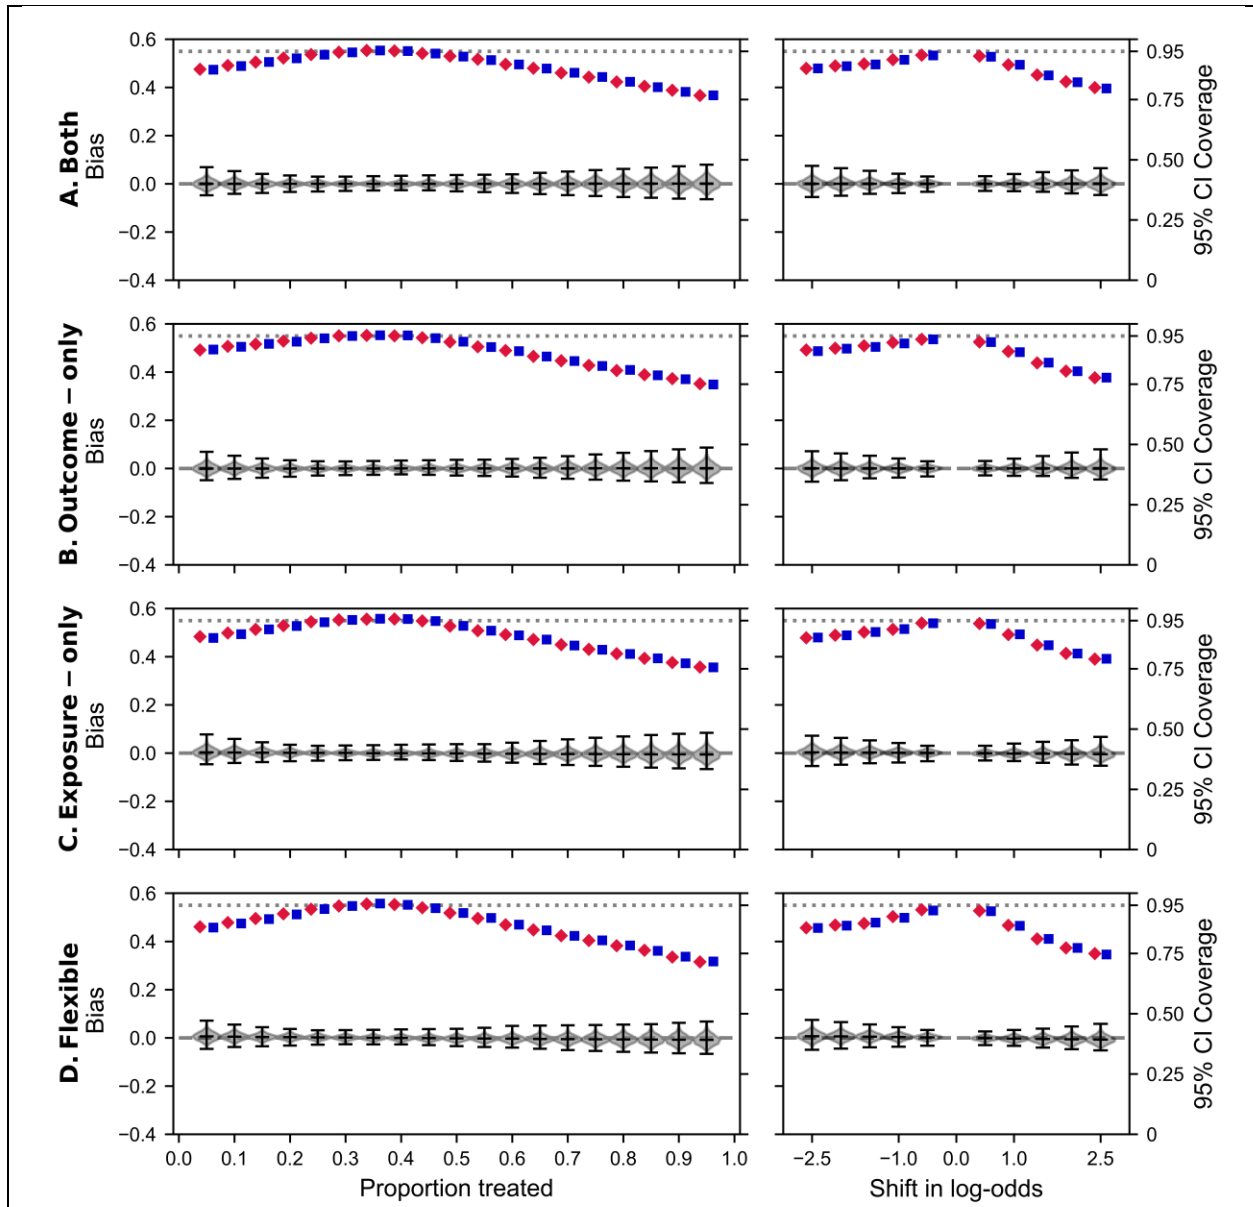 A. Both
Bias
0.6
0.4
0.2
0.0
−0.2
−0.4
0.95
0.75
0.50
0.25
0
95% CI Coverage
B. Outcome − only
Bias
0.6
0.4
0.2
0.0
−0.2
−0.4
0.95
0.75
0.50
0.25
0
95% CI Coverage
C. Exposure − only
Bias
0.6
0.4
0.2
0.0
−0.2
−0.4
0.95
0.75
0.50
0.25
0
95% CI Coverage
D. Flexible
Bias
0.6
0.4
0.2
0.0
−0.2
−0.4
0.95
0.75
0.50
0.25
0
95% CI Coverage
0.0 0.1 0.2 0.3 0.4 0.5 0.6 0.7 0.8 0.9 1.0
−2.5 −1.0 0.0 1.0 2.5
Proportion treated
Shift in log-odds